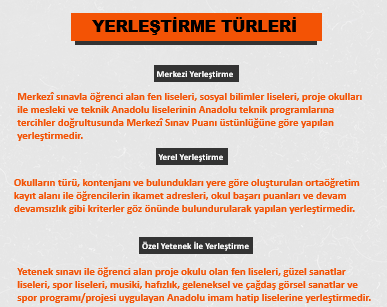 YERLEŞTİRME TÜRLERİ
Merkezi Yerleştirme
Merkezî sınavla öğrenci alan fen liseleri, sosyal bilimler liseleri, proje okulları
ile mesleki ve teknik Anadolu liselerinin Anadolu teknik programlarına
tercihler doğrultusunda Merkezî Sınav Puanı üstünlüğüne göre yapılan
yerleştirmedir.
Yerel Yerleştirme
Okulların türü, kontenjanı ve bulundukları yere göre oluşturulan ortaöğretim
kayıt alanı ile öğrencilerin ikamet adresleri, okul başarı puanları ve devam
devamsızlık gibi kriterler göz önünde bulundurularak yapılan yerleştirmedir.
Özel Yetenek İle Yerleştirme
Yetenek sınavı ile öğrenci alan proje okulu olan fen liseleri, güzel sanatlar
liseleri, spor liseleri, musiki, hafızlık, geleneksel ve çağdaş görsel sanatlar ve
spor programı/projesi uygulayan Anadolu imam hatip liselerine yerleştirmedir.